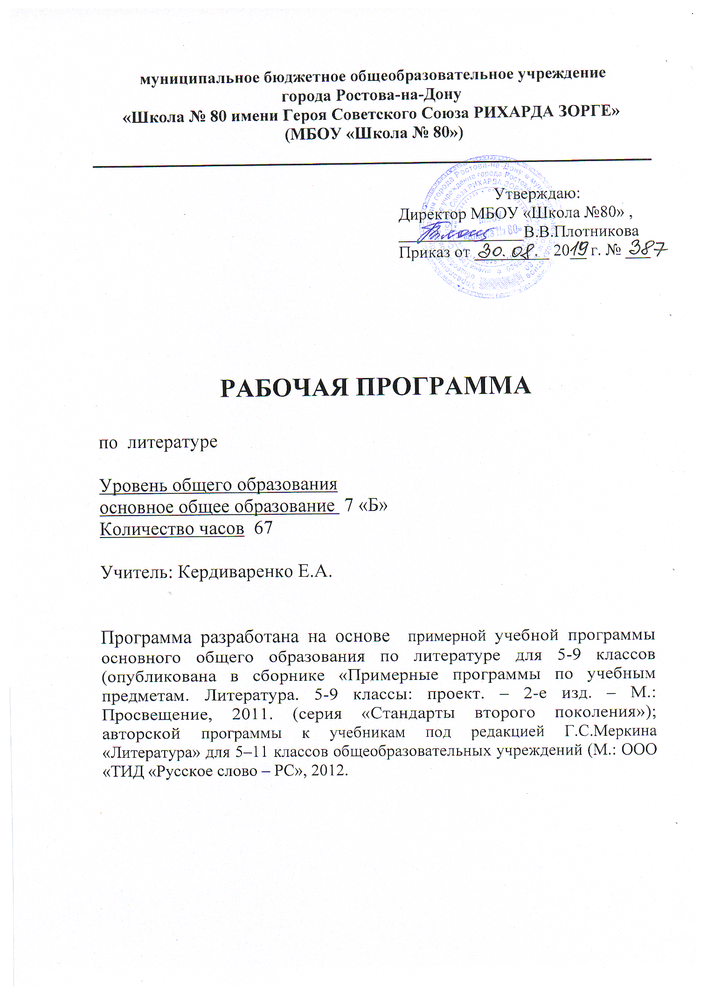 муниципальное бюджетное общеобразовательное учреждение
города Ростова-на-Дону
«Школа № 80 имени Героя Советского Союза РИХАРДА ЗОРГЕ»
(МБОУ «Школа № 80»)
Утверждаю:
Директор МБОУ «Школа №80» ,
В.В.Плотникова
Приказ от 30. 08. 2019 г. № 387
РАБОЧАЯ ПРОГРАММА
по литературе
Уровень общего образования
основное общее образование 7 «Б»
Количество часов 67
Учитель: Кердиваренко Е.А.
Программа разработана на основе примерной учебной программы
основного общего образования по литературе для 5-9 классов
(опубликована в сборнике «Примерные программы по учебным
предметам. Литература. 5-9 классы: проект. – 2-е изд. – М.:
Просвещение, 2011. (серия «Стандарты второго поколения»);
авторской программы к учебникам под редакцией Г.С.Меркина
«Литература» для 5–11 классов общеобразовательных учреждений (М.: ООО
«ТИД «Русское слово – РС», 2012.